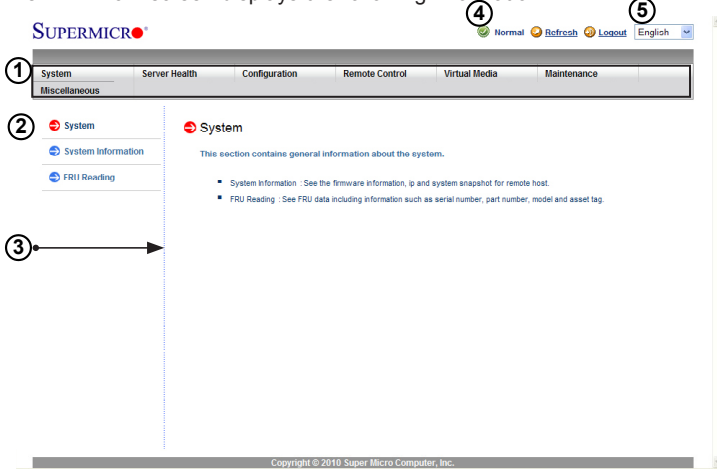 ④ ⑤
SUPERMICRO
Normal Refresh Logout English
① System Server Health Configuration Remote Control Virtual Media Maintenance
Miscellaneous
② System
System Information
FRU Reading
System
This section contains general information about the system.
System Information : See the firmware information, ip and system snapshot for remote host.
FRU Reading : See FRU data including information such as serial number, part number, model and asset tag.
③
Copyright © 2010 Super Micro Computer, Inc.